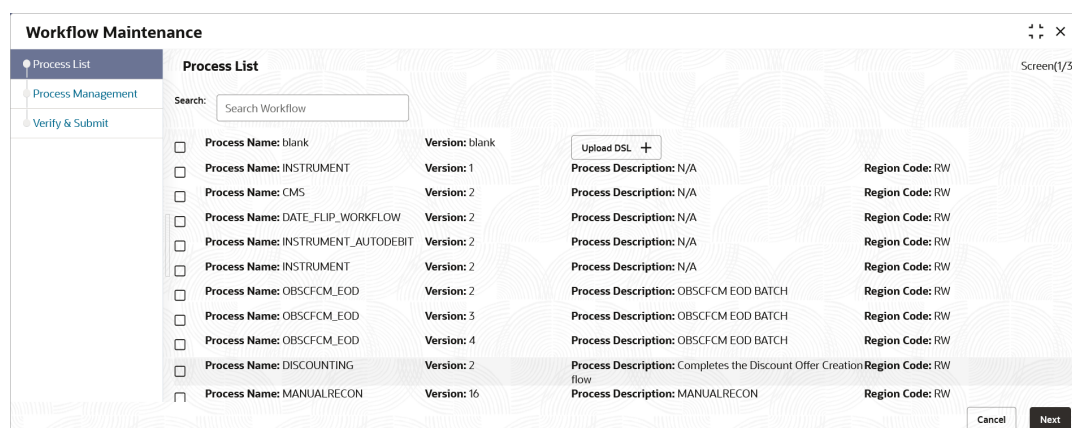 Workflow Maintenance
Process List
Process Management
Verify & Submit
Process List
Screen(1/3
Search:
Search Workflow
Process Name: blank Version: blank Upload DSL +
Process Name: INSTRUMENT Version: 1 Process Description: N/A Region Code: RW
Process Name: CMS Version: 2 Process Description: N/A Region Code: RW
Process Name: DATE_FLIP_WORKFLOW Version: 2 Process Description: N/A Region Code: RW
Process Name: INSTRUMENT_AUTODEBIT Version: 2 Process Description: N/A Region Code: RW
Process Name: INSTRUMENT Version: 2 Process Description: N/A Region Code: RW
Process Name: OBSCFCM_EOD Version: 2 Process Description: OBSCFCM EOD BATCH Region Code: RW
Process Name: OBSCFCM_EOD Version: 3 Process Description: OBSCFCM EOD BATCH Region Code: RW
Process Name: OBSCFCM_EOD Version: 4 Process Description: OBSCFCM EOD BATCH Region Code: RW
Process Name: DISCOUNTING Version: 2 Process Description: Completes the Discount Offer Creation Region Code: RW
flow
Process Name: MANUALRECON Version: 16 Process Description: MANUALRECON Region Code: RW
Cancel Next